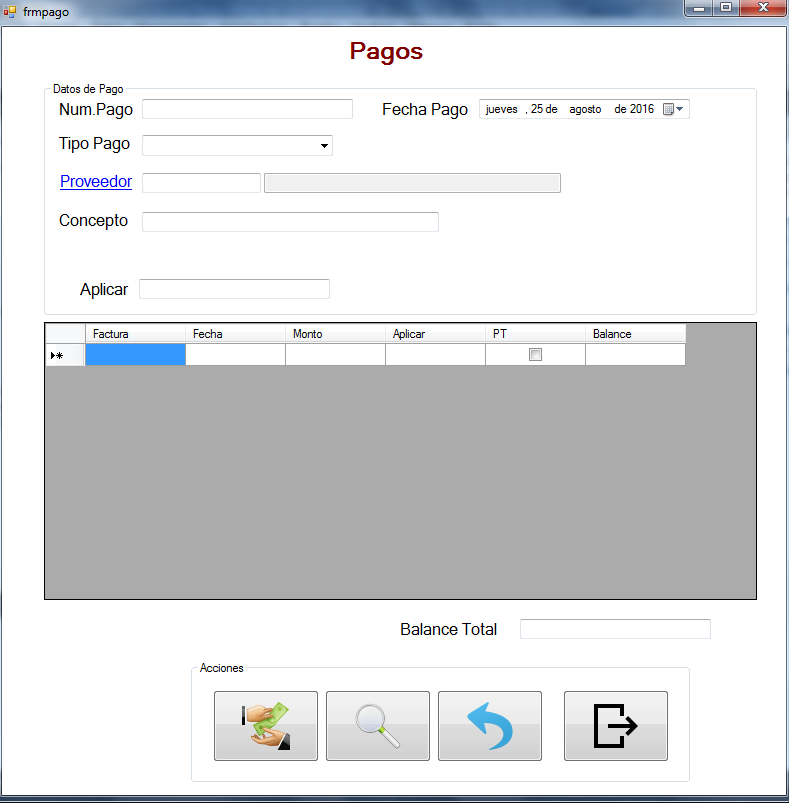 frmpago
Pagos
Datos de Pago
Num.Pago Fecha Pago jueves , 25 de agosto de 2016
Tipo Pago
Proveedor
Concepto
Aplicar
Factura Fecha Monto Aplicar PT Balance
Balance Total
Acciones